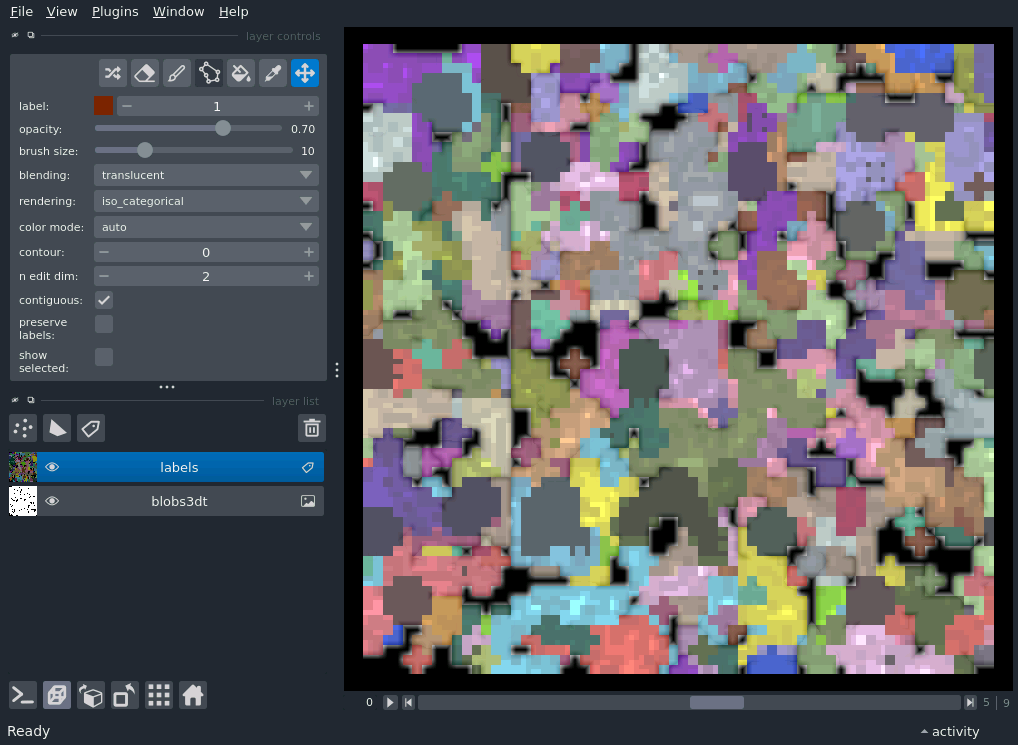 File View Plugins Window Help
layer controls
label: 1
opacity: 0.70
brush size: 10
blending: translucent
rendering: iso_categorical
color mode: auto
contour: 0
n edit dim: 2
contiguous:
preserve
labels:
show
selected:
layer list
labels
blobs3dt
0 5 9
Ready activity